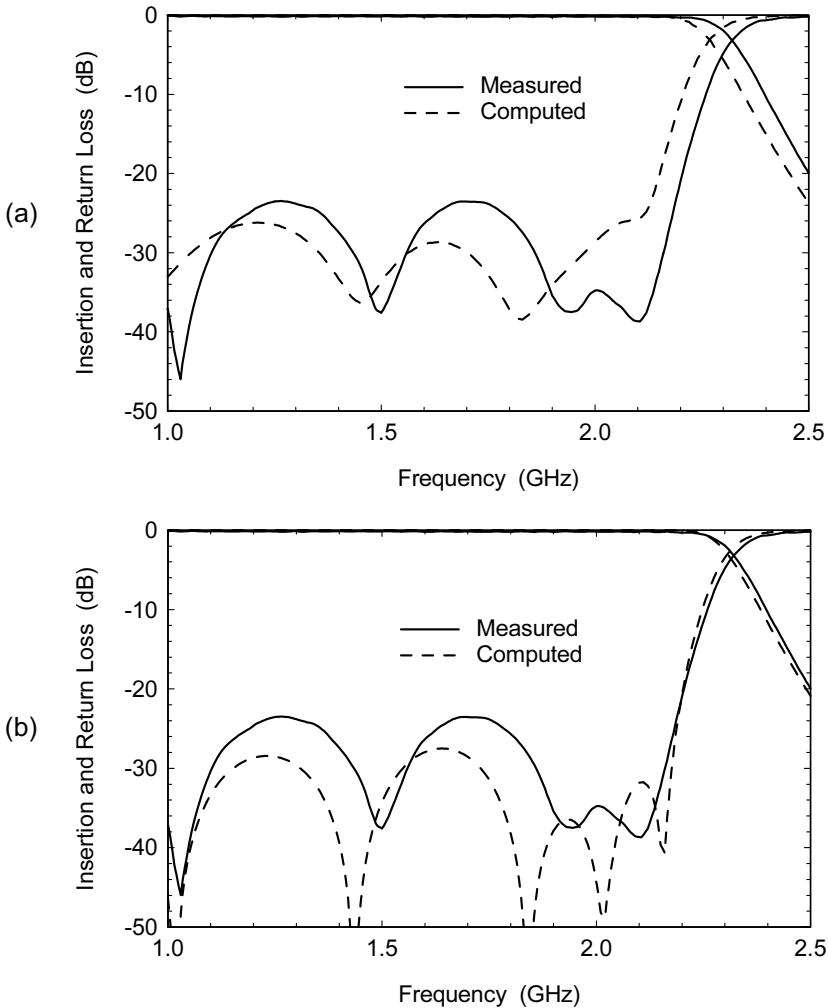 (a)
Insertion and Return Loss (dB)
0
-10
-20
-30
-40
-50
Measured
Computed
1.0
1.5
2.0
2.5
Frequency (GHz)
(b)
Insertion and Return Loss (dB)
0
-10
-20
-30
-40
-50
Measured
Computed
1.0
1.5
2.0
2.5
Frequency (GHz)